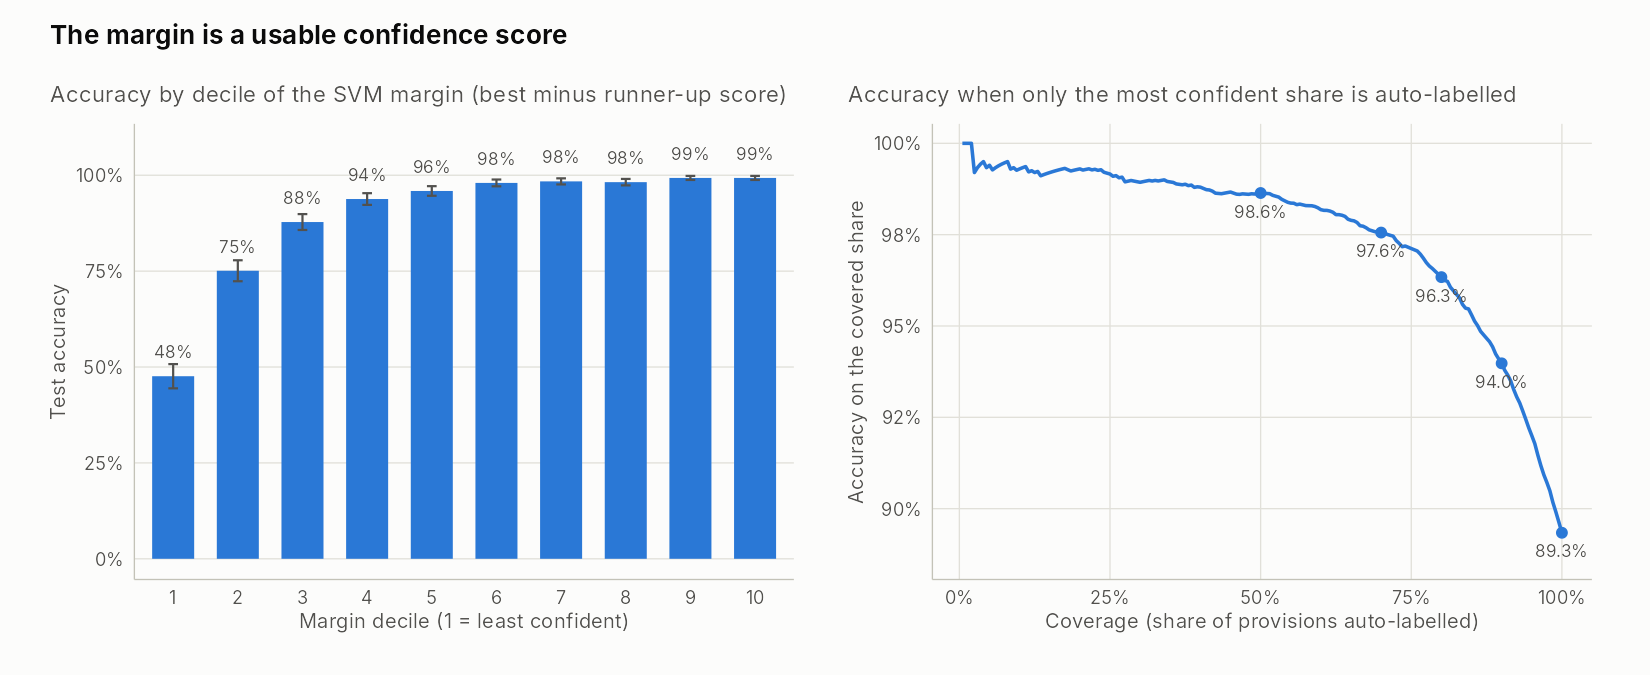 The margin is a usable confidence score
Accuracy by decile of the SVM margin (best minus runner-up score)
Test accuracy
100%
75%
50%
25%
0%
48%
75%
88%
94%
96%
98%
98%
98%
99%
99%
1 2 3 4 5 6 7 8 9 10
Margin decile (1 = least confident)
Accuracy when only the most confident share is auto-labelled
Accuracy on the covered share
100%
98%
95%
92%
90%
98.6%
97.6%
96.3%
94.0%
89.3%
0% 25% 50% 75% 100%
Coverage (share of provisions auto-labelled)